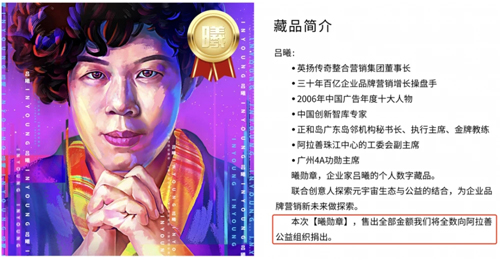 曦
INYOUNG 吕曦 INYOUNG
藏品简介
吕曦：
• 英扬传奇整合营销集团董事长
• 三十年百亿企业品牌营销增长操盘手
• 2006年中国广告年度十大人物
• 中国创新智库专家
• 正和岛广东岛邻机构秘书长、执行主席、金牌教练
• 阿拉善珠江中心的工委会副主席
• 广州4A功勋主席
曦勋章，企业家吕曦的个人数字藏品。
联合创意人探索元宇宙生态与公益的结合，为企业品
牌营销新未来做探索。
本次【曦勋章】，售出全部金额我们将全数向阿拉善
公益组织捐出。